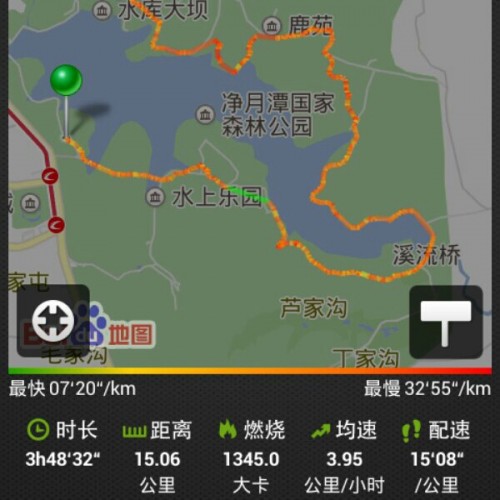 水库大坝
鹿苑
净月潭国家
森林公园
水上乐园
溪流桥
家屯
芦家沟
地图
毛家沟
丁家沟
最快 07'20“/km
最慢 32'55“/km
时长
距离
燃烧
均速
配速
3h48'32“
15.06
1345.0
3.95
15'08“
公里
大卡
公里/小时
/公里